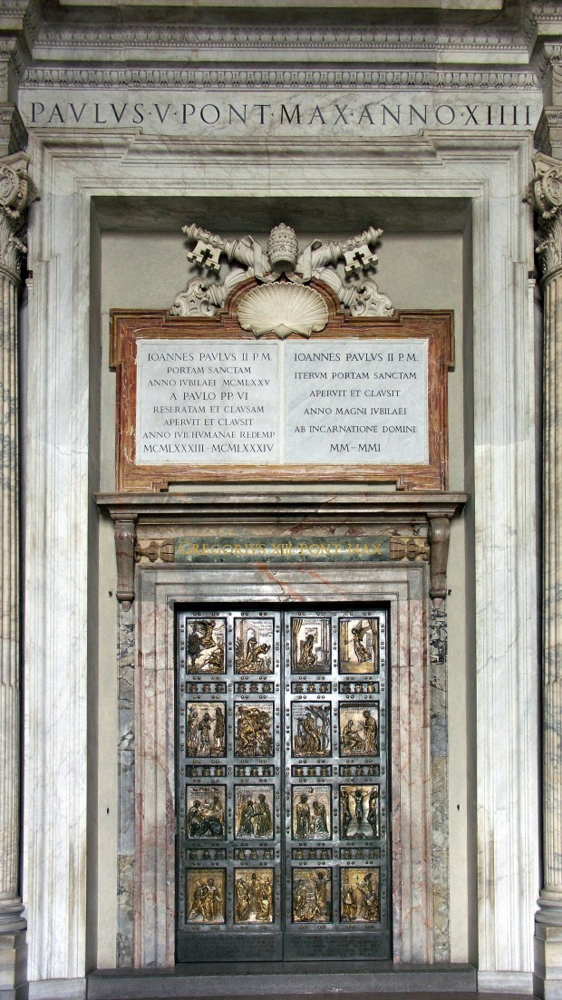 PAVLVS·V·PONT·MAX·ANNO·XIIII
IOANNES PAVLVS II P.M.
PORTAM SANCTAM
ANNO IVBILAEI MCMLXXV
A PAVLO PP VI
RESERATAM ET CLAVSAM
APERVIT ET CLAVSIT
ANNO IVB HVMANAE REDEMP
MCMLXXXIII–MCMLXXXIV
IOANNES PAVLVS II P.M.
ITERVM PORTAM SANCTAM
APERVIT ET CLAVSIT
ANNO MAGNI IVBILAEI
AB INCARNATIONE DOMINI
MM–MMI
GREGORIVS XIII PONT MAX